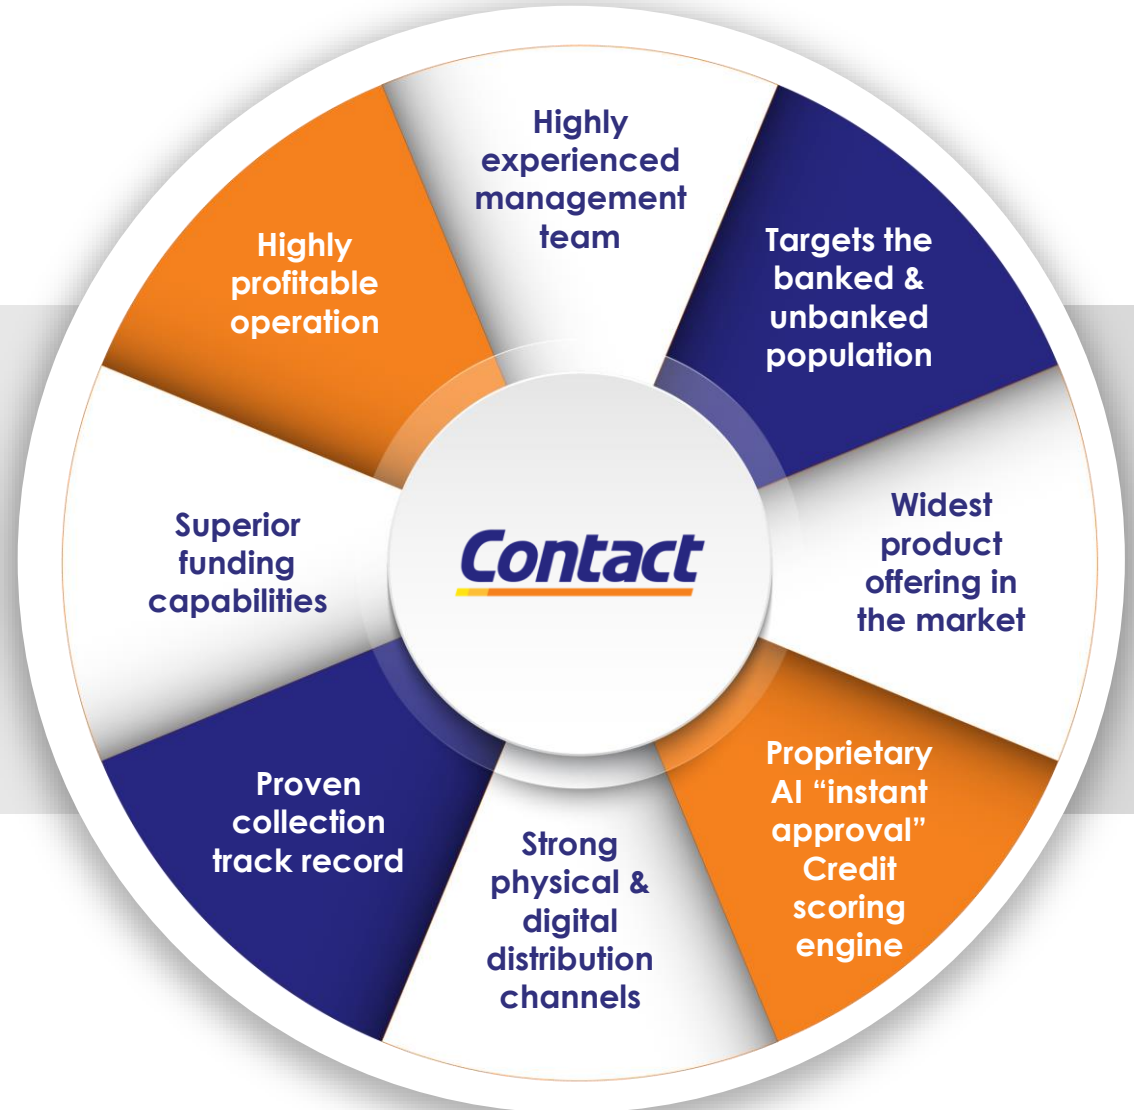 Highly
experienced
management
team
Targets the
banked &
unbanked
population
Widest
product
offering in
the market
Proprietary
AI “instant
approval”
Credit
scoring
engine
Strong
physical &
digital
distribution
channels
Proven
collection
track record
Superior
funding
capabilities
Highly
profitable
operation
Contact